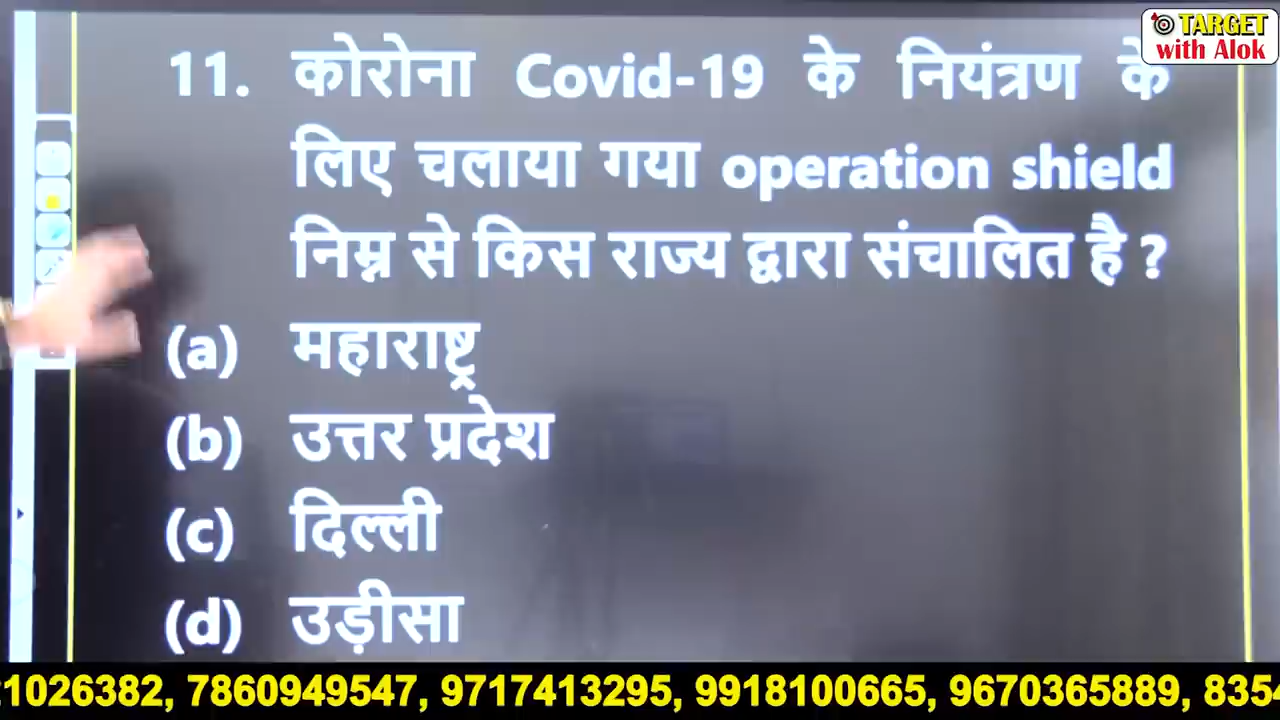 TARGET
with Alok
11. कोरोना Covid-19 के नियंत्रण के
लिए चलाया गया operation shield
निम्न से किस राज्य द्वारा संचालित है ?
(a) महाराष्ट्र
(b) उत्तर प्रदेश
(c) दिल्ली
(d) उड़ीसा
1026382, 7860949547, 9717413295, 9918100665, 9670365889, 835